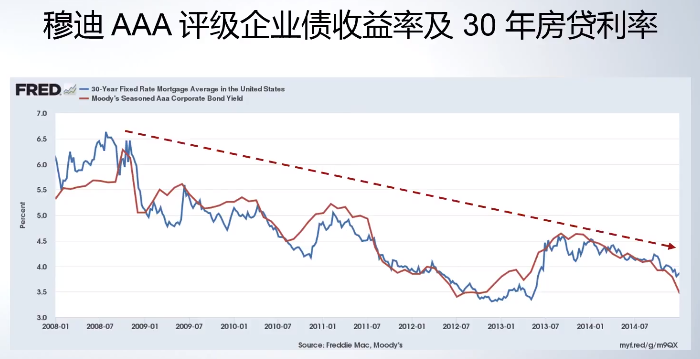 穆迪 AAA 评级企业债收益率及 30 年房贷利率
FRED
30-Year Fixed Rate Mortgage Average in the United States
Moody's Seasoned Aaa Corporate Bond Yield
7.0
6.5
6.0
5.5
5.0
4.5
4.0
3.5
3.0
Percent
2008-01 2008-07 2009-01 2009-07 2010-01 2010-07 2011-01 2011-07 2012-01 2012-07 2013-01 2013-07 2014-01 2014-07
Source: Freddie Mac, Moody's
myf.red/g/m9QX